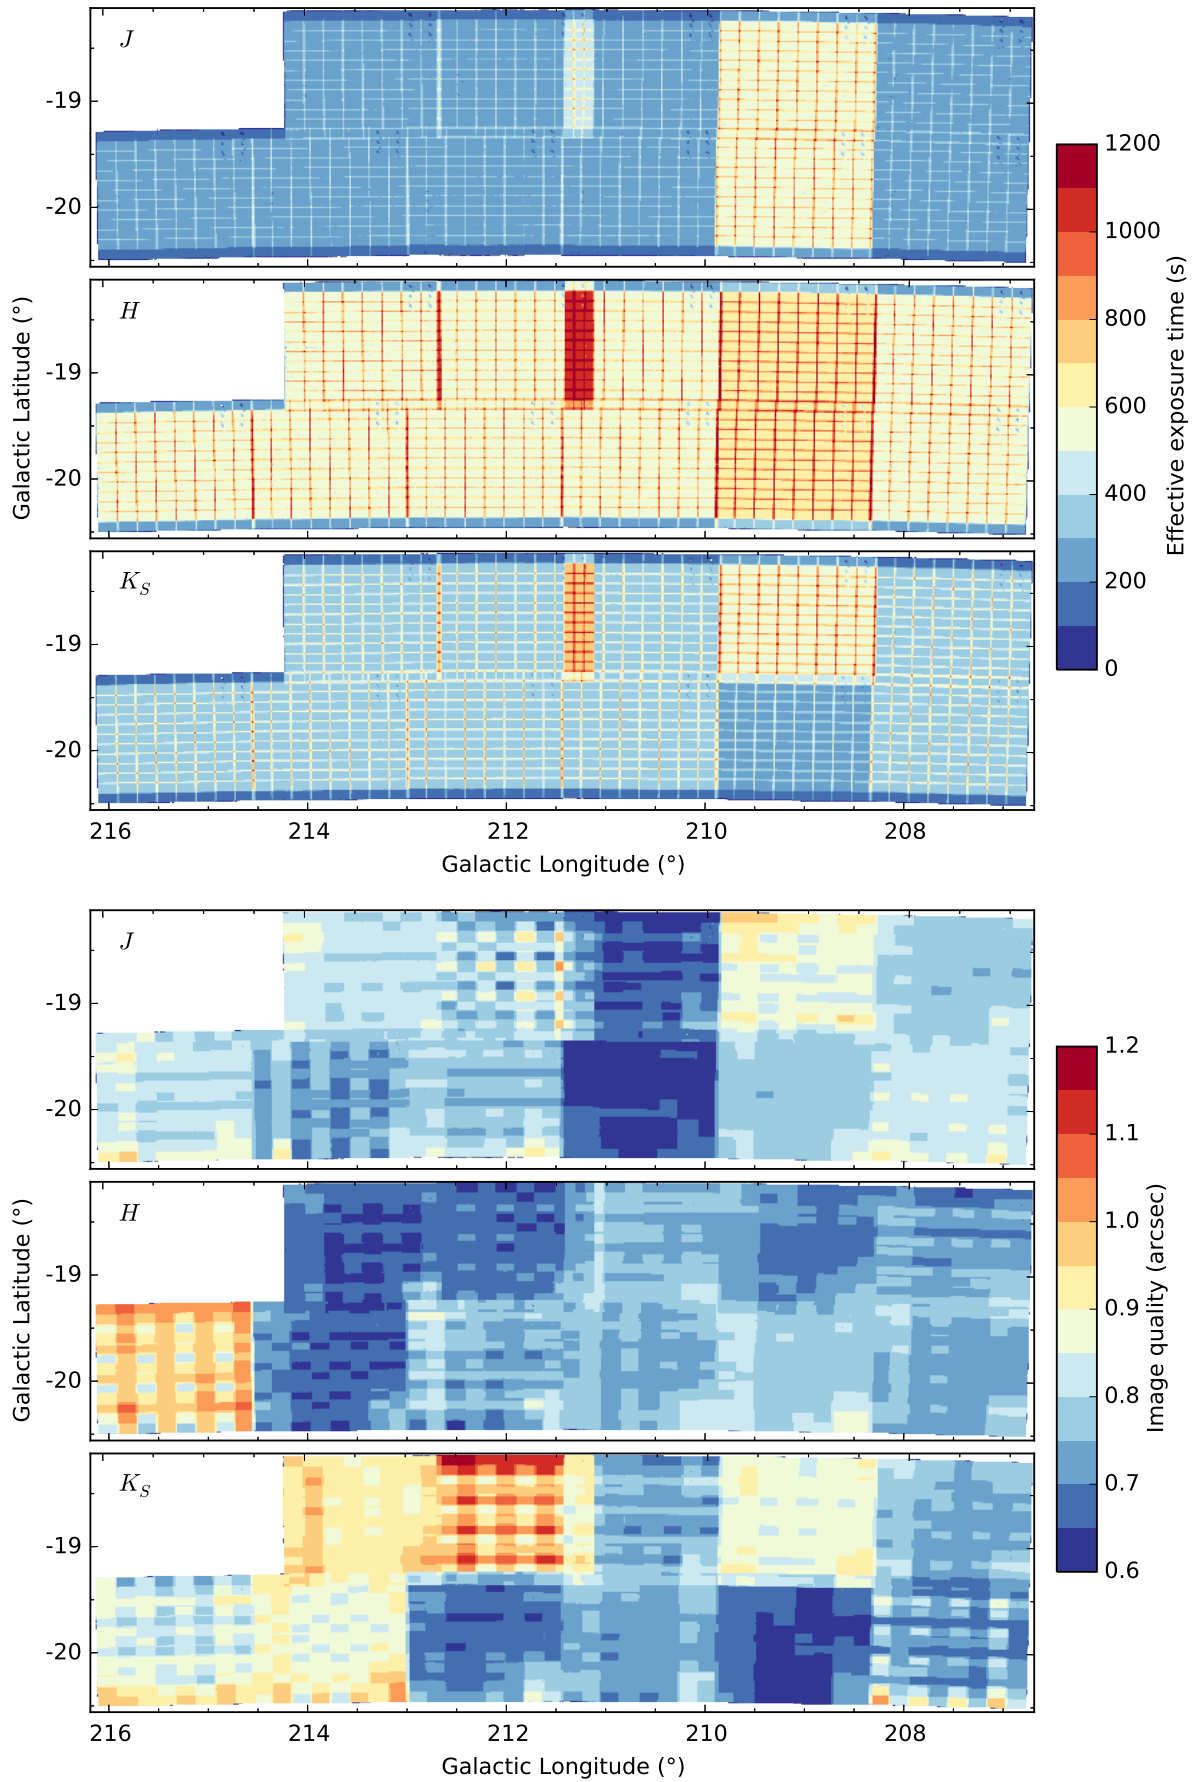 J
-19
-20
H
-19
-20
K_S
-19
-20
Galactic Latitude (°)
216 214 212 210 208
Galactic Longitude (°)
1200
1000
800
600
400
200
0
Effective exposure time (s)
J
-19
-20
H
-19
-20
K_S
-19
-20
Galactic Latitude (°)
216 214 212 210 208
Galactic Longitude (°)
1.2
1.1
1.0
0.9
0.8
0.7
0.6
Image quality (arcsec)